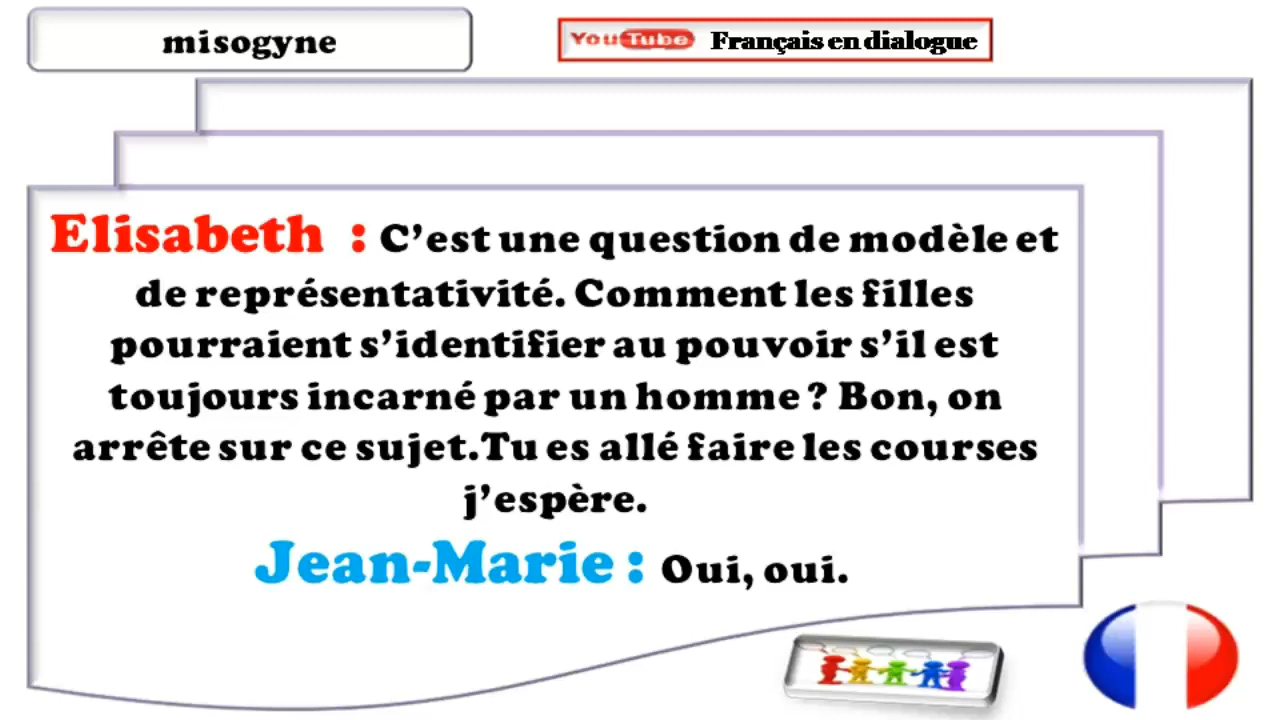 misogyne
YouTube Français en dialogue
Elisabeth : C’est une question de modèle et
de représentativité. Comment les filles
pourraient s’identifier au pouvoir s’il est
toujours incarné par un homme ? Bon, on
arrête sur ce sujet.Tu es allé faire les courses
j’espère.
Jean-Marie : Oui, oui.